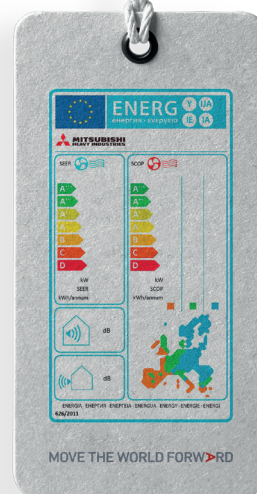 ENERG Y UA
енергия · ενεργεια IE IA
MITSUBISHI
HEAVY INDUSTRIES
SEER
SCOP
A
A
A
A
A
A
A
A
B
B
C
C
D
D
kW
kW
SEER
SCOP
kWh/annum
kWh/annum
dB
dB
ENERGIA · ЕНЕРГИЯ · ΕΝΕΡΓΕΙΑ · ENERGIJA · ENERGY · ENERGIE · ENERGI
626/2011
MOVE THE WORLD FORWARD